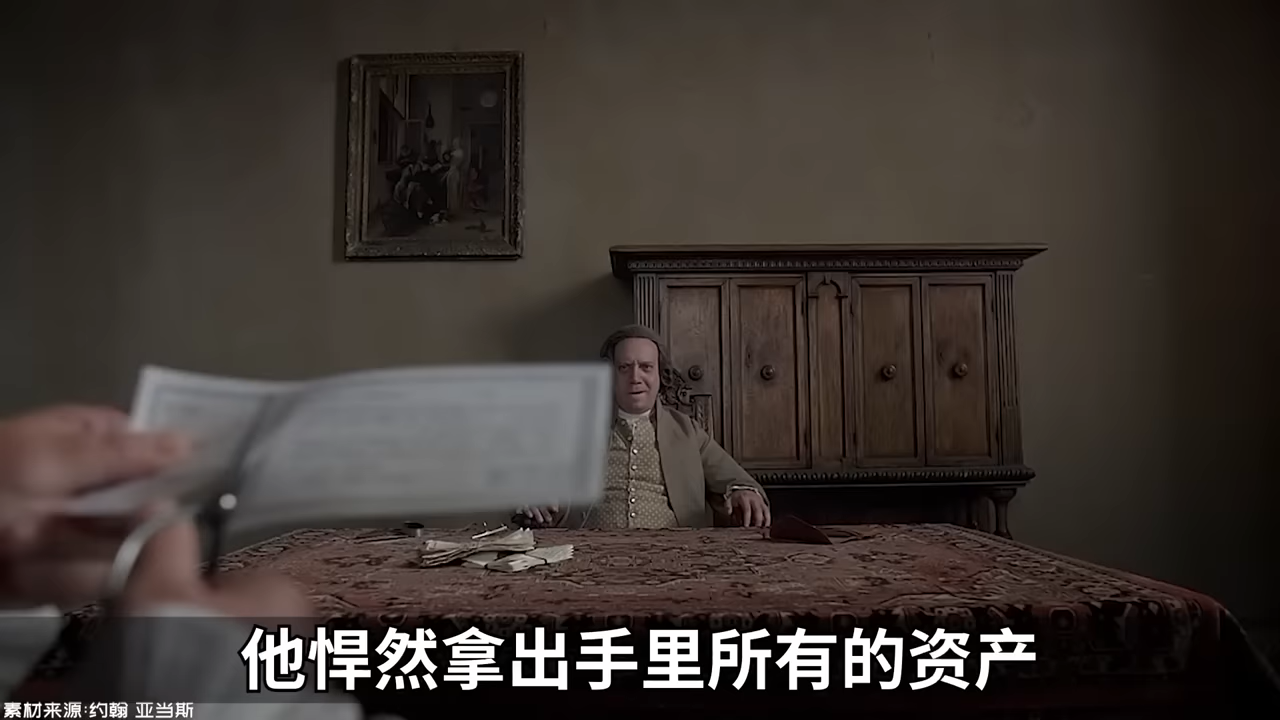 他悍然拿出手里所有的资产
素材来源:约翰 亚当斯